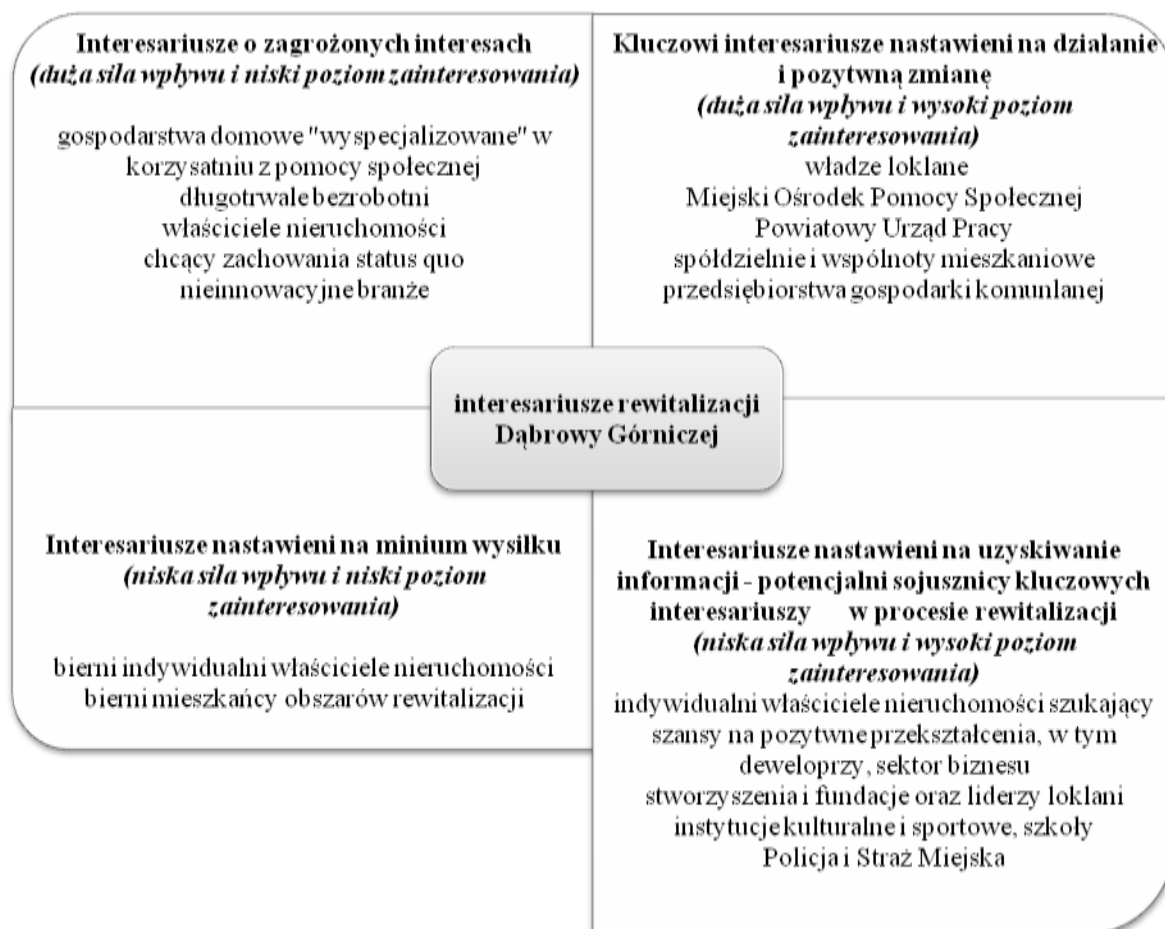 Interesariusze o zagrożonych interesach
(duża siła wpływu i niski poziom zainteresowania)
gospodarstwa domowe "wyspecjalizowane" w
korzysatniu z pomocy społecznej
długotrwale bezrobotni
właściciele nieruchomości
chcący zachowania status quo
nieinnowacyjne branże
Kluczowi interesariusze nastawieni na działanie
i pozytwną zmianę
(duża siła wpływu i wysoki poziom
zainteresowania)
władze loklane
Miejski Ośrodek Pomocy Społecznej
Powiatowy Urząd Pracy
spółdzielnie i wspólnoty mieszkaniowe
przedsiębiorstwa gospodarki komunlanej
interesariusze rewitalizacji
Dąbrowy Górniczej
Interesariusze nastawieni na minium wysiłku
(niska siła wpływu i niski poziom
zainteresowania)
bierni indywidualni właściciele nieruchomości
bierni mieszkańcy obszarów rewitalizacji
Interesariusze nastawieni na uzyskiwanie
informacji - potencjalni sojusznicy kluczowych
interesariuszy w procesie rewitalizacji
(niska siła wpływu i wysoki poziom
zainteresowania)
indywidualni właściciele nieruchomości szukający
szansy na pozytwne przekształcenia, w tym
deweloprzy, sektor biznesu
stworzyszenia i fundacje oraz liderzy loklani
instytucje kulturalne i sportowe, szkoły
Policja i Straż Miejska